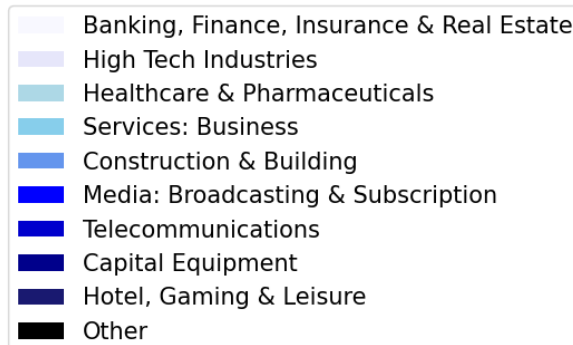 Banking, Finance, Insurance & Real Estate
High Tech Industries
Healthcare & Pharmaceuticals
Services: Business
Construction & Building
Media: Broadcasting & Subscription
Telecommunications
Capital Equipment
Hotel, Gaming & Leisure
Other